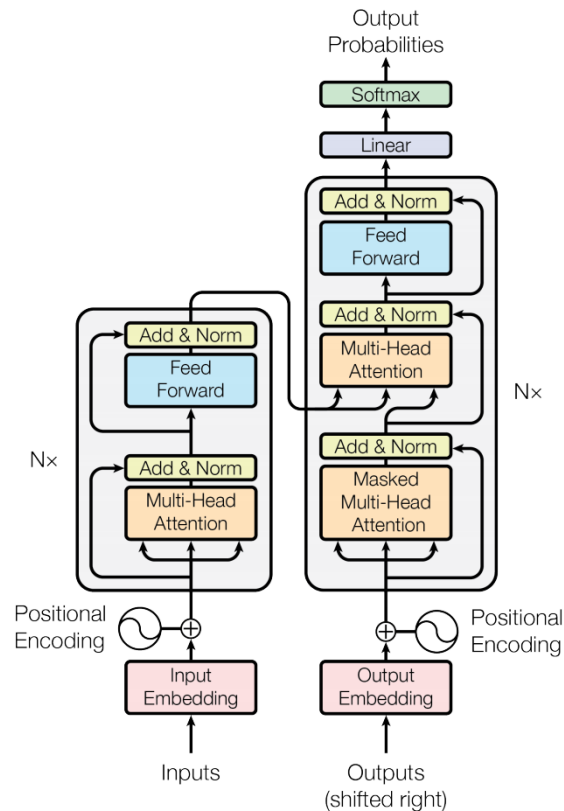 Output
Probabilities
Softmax
Linear
Add & Norm
Feed
Forward
Add & Norm
Multi-Head
Attention
Add & Norm
Masked
Multi-Head
Attention
N×
Add & Norm
Feed
Forward
Add & Norm
Multi-Head
Attention
N×
Positional
Encoding
Positional
Encoding
Input
Embedding
Output
Embedding
Inputs
Outputs
(shifted right)